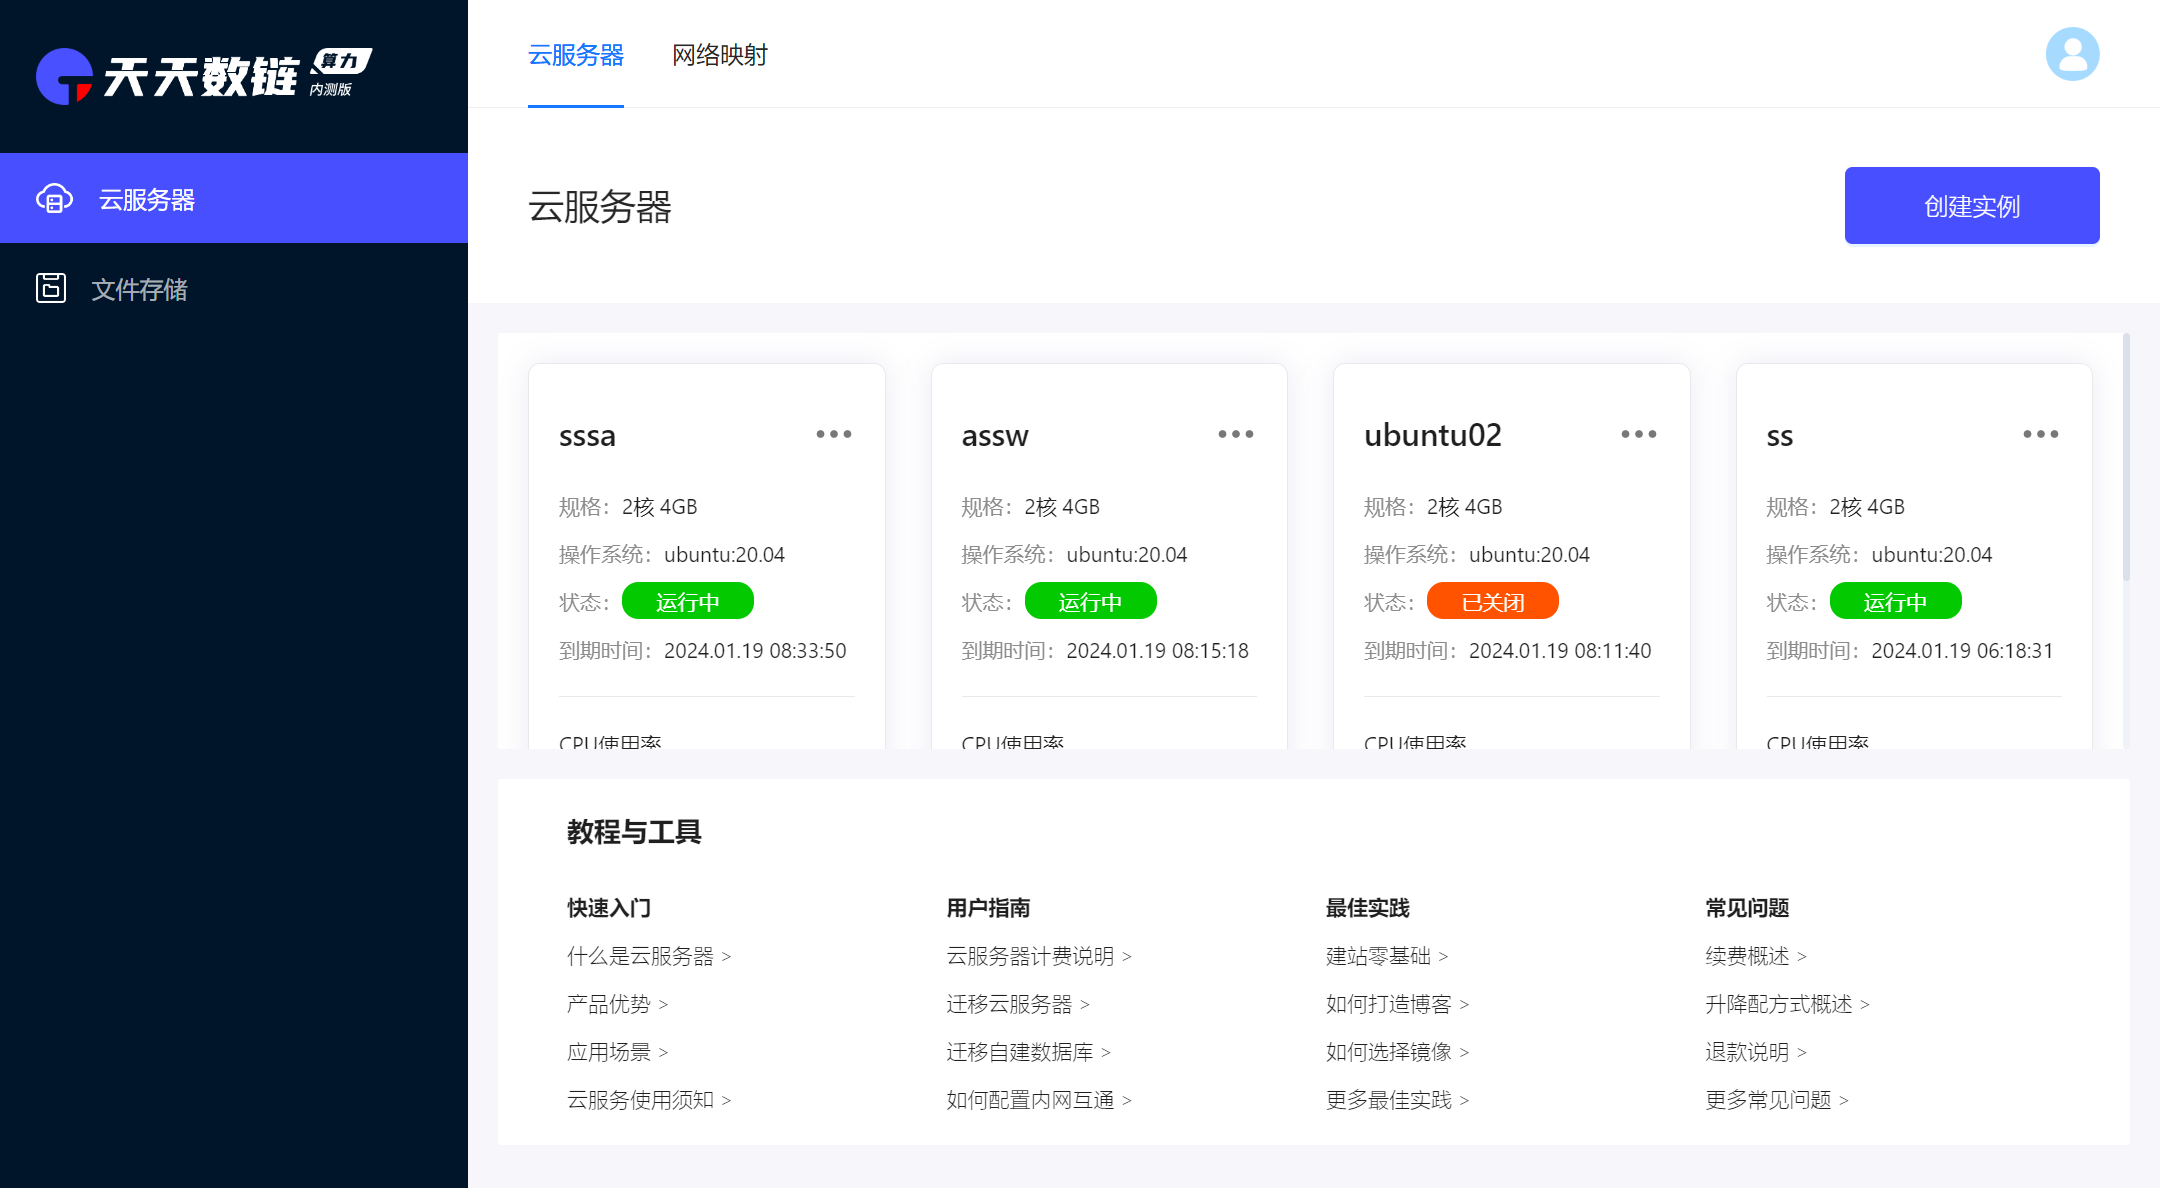 天天数链
算力
内测版
云服务器
文件存储
云服务器 网络映射
云服务器
创建实例
sssa
规格：2核 4GB
操作系统：ubuntu:20.04
状态：运行中
到期时间：2024.01.19 08:33:50
CPU使用率
assw
规格：2核 4GB
操作系统：ubuntu:20.04
状态：运行中
到期时间：2024.01.19 08:15:18
CPU使用率
ubuntu02
规格：2核 4GB
操作系统：ubuntu:20.04
状态：已关闭
到期时间：2024.01.19 08:11:40
CPU使用率
ss
规格：2核 4GB
操作系统：ubuntu:20.04
状态：运行中
到期时间：2024.01.19 06:18:31
CPU使用率
教程与工具
快速入门
什么是云服务器 >
产品优势 >
应用场景 >
云服务使用须知 >
用户指南
云服务器计费说明 >
迁移云服务器 >
迁移自建数据库 >
如何配置内网互通 >
最佳实践
建站零基础 >
如何打造博客 >
如何选择镜像 >
更多最佳实践 >
常见问题
续费概述 >
升降配方式概述 >
退款说明 >
更多常见问题 >